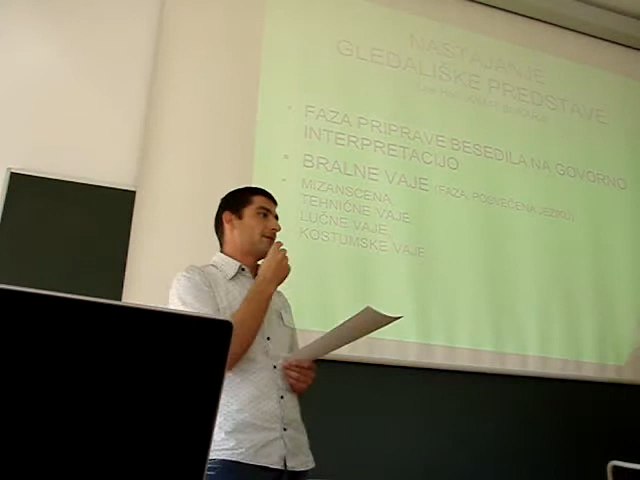 NASTAJANJE
GLEDALIŠKE PREDSTAVE
FAZA PRIPRAVE BESEDILA NA GOVORNO
INTERPRETACIJO
BRALNE VAJE (FAZA, POSVEČENA JEZIKU)
MIZANSCENA
TEHNIČNE VAJE
LUČNE VAJE
KOSTUMSKE VAJE